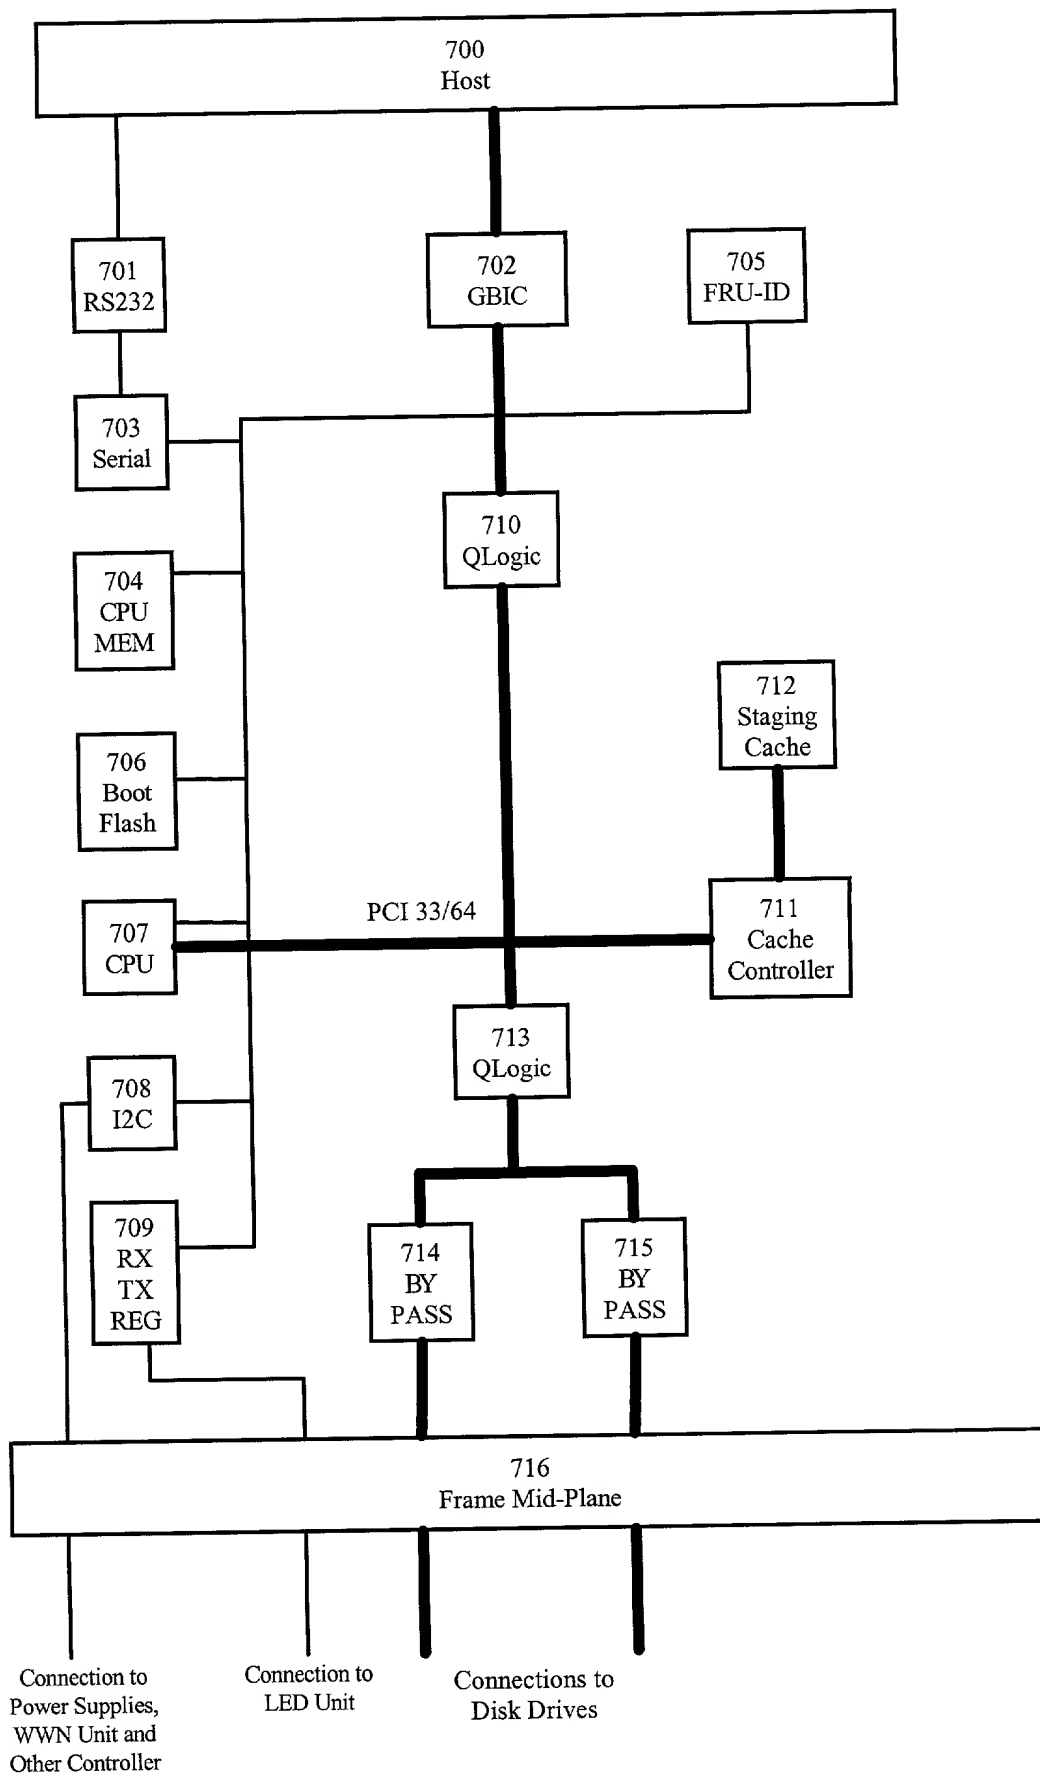 700
Host
701
RS232
702
GBIC
705
FRU-ID
703
Serial
710
QLogic
704
CPU
MEM
712
Staging
Cache
706
Boot
Flash
PCI 33/64
707
CPU
711
Cache
Controller
713
QLogic
708
I2C
709
RX
TX
REG
714
BY
PASS
715
BY
PASS
716
Frame Mid-Plane
Connection to
Power Supplies,
WWN Unit and
Other Controller
Connection to
LED Unit
Connections to
Disk Drives